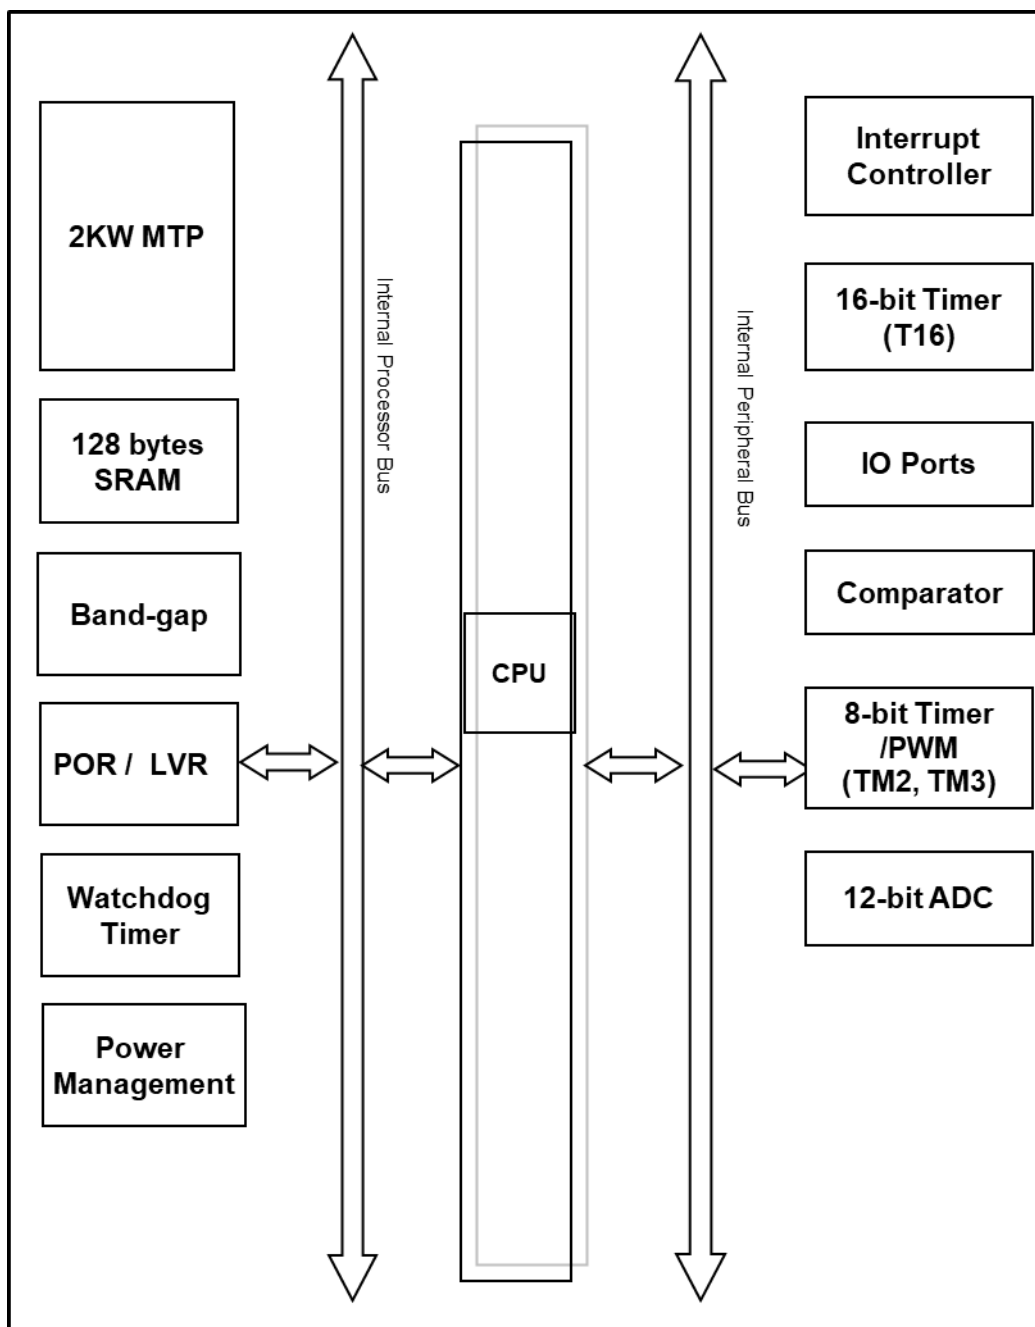 2KW MTP
128 bytes
SRAM
Band-gap
POR / LVR
Watchdog
Timer
Power
Management
Internal Processor Bus
CPU
Internal Peripheral Bus
Interrupt
Controller
16-bit Timer
(T16)
IO Ports
Comparator
8-bit Timer
/PWM
(TM2, TM3)
12-bit ADC